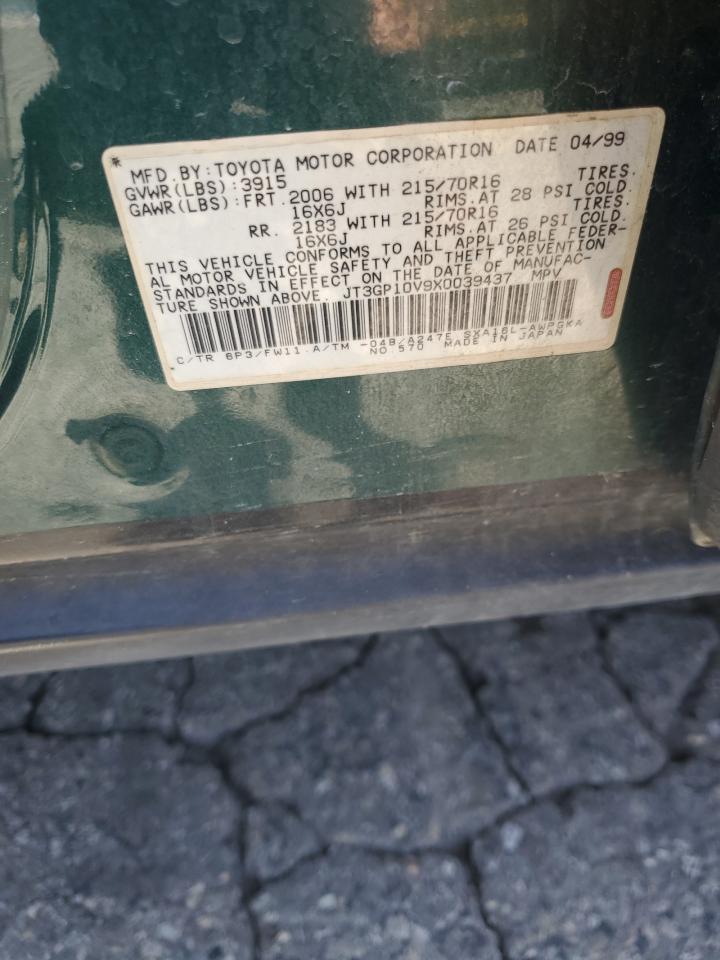 * MFD.BY:TOYOTA MOTOR CORPORATION DATE 04/99
GVWR(LBS):3915
GAWR(LBS):FRT. 2006 WITH 215/70R16 TIRES.
16X6J RIMS.AT 28 PSI COLD.
RR. 2183 WITH 215/70R16 TIRES.
16X6J RIMS.AT 26 PSI COLD.
THIS VEHICLE CONFORMS TO ALL APPLICABLE FEDER-
AL MOTOR VEHICLE SAFETY AND THEFT PREVENTION
STANDARDS IN EFFECT ON THE DATE OF MANUFAC-
TURE SHOWN ABOVE. JT3GP10V9X0039437 MPV
C/TR 6P3/FW11 A/TM -04B/A247E SXA16L-AWPGKA
NO.570 MADE IN JAPAN